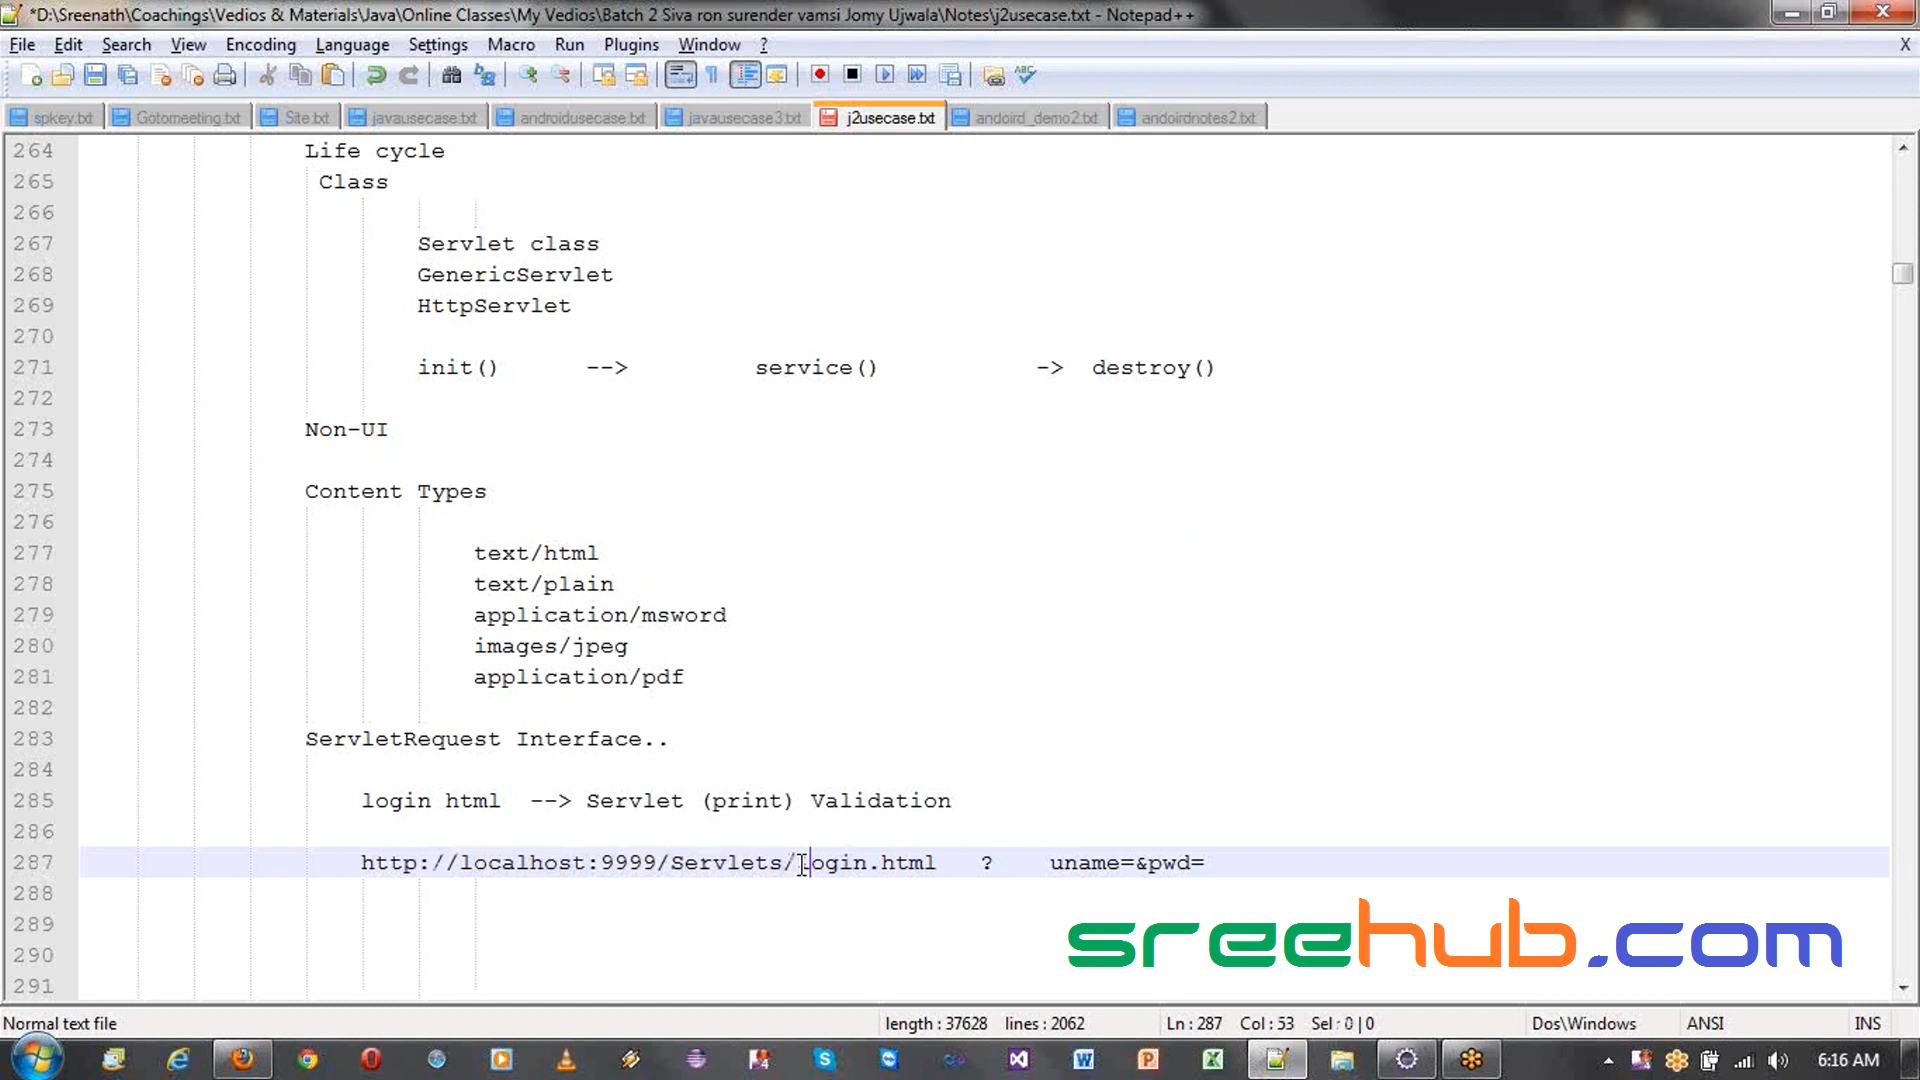 *D:\Sreenath\Coachings\Vedios & Materials\Java\Online Classes\My Vedios\Batch 2 Siva ron surender vamsi Jomy Ujwala\Notes\j2usecase.txt - Notepad++
File Edit Search View Encoding Language Settings Macro Run Plugins Window ? X
spkey.txt Gotomeeting.txt Site.txt javausecase.txt androidusecase.txt javausecase3.txt j2usecase.txt andoird_demo2.txt andoirdnotes2.txt
264 Life cycle
265 Class
266
267 Servlet class
268 GenericServlet
269 HttpServlet
270
271 init() --> service() -> destroy()
272
273 Non-UI
274
275 Content Types
276
277 text/html
278 text/plain
279 application/msword
280 images/jpeg
281 application/pdf
282
283 ServletRequest Interface..
284
285 login html --> Servlet (print) Validation
286
287 http://localhost:9999/Servlets/Login.html ? uname=&pwd=
288
289
290
291
sreehub.com
Normal text file length : 37628 lines : 2062 Ln : 287 Col : 53 Sel : 0 | 0 Dos\Windows ANSI INS
6:16 AM